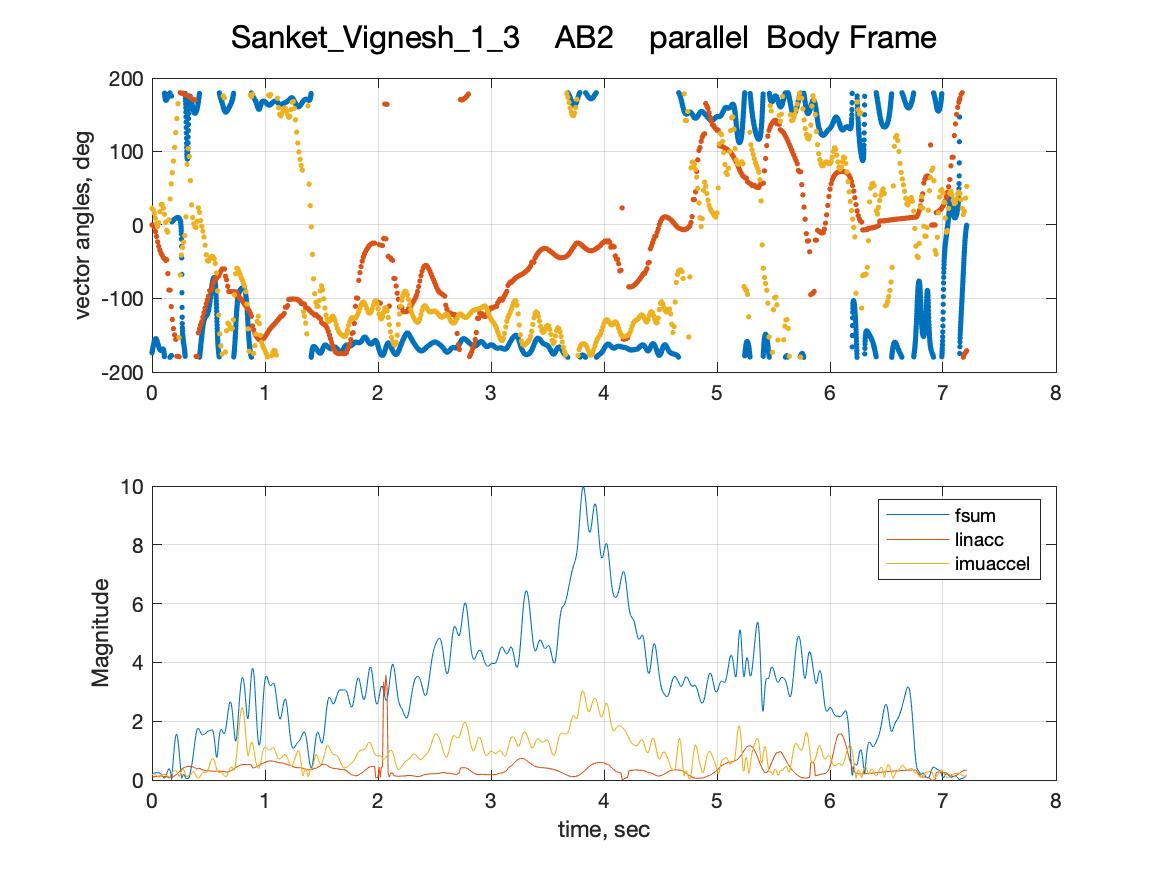 Sanket_Vignesh_1_3 AB2 parallel Body Frame
vector angles, deg
200
100
0
-100
-200
0 1 2 3 4 5 6 7 8
Magnitude
10
8
6
4
2
0
fsum
linacc
imuaccel
0 1 2 3 4 5 6 7 8
time, sec